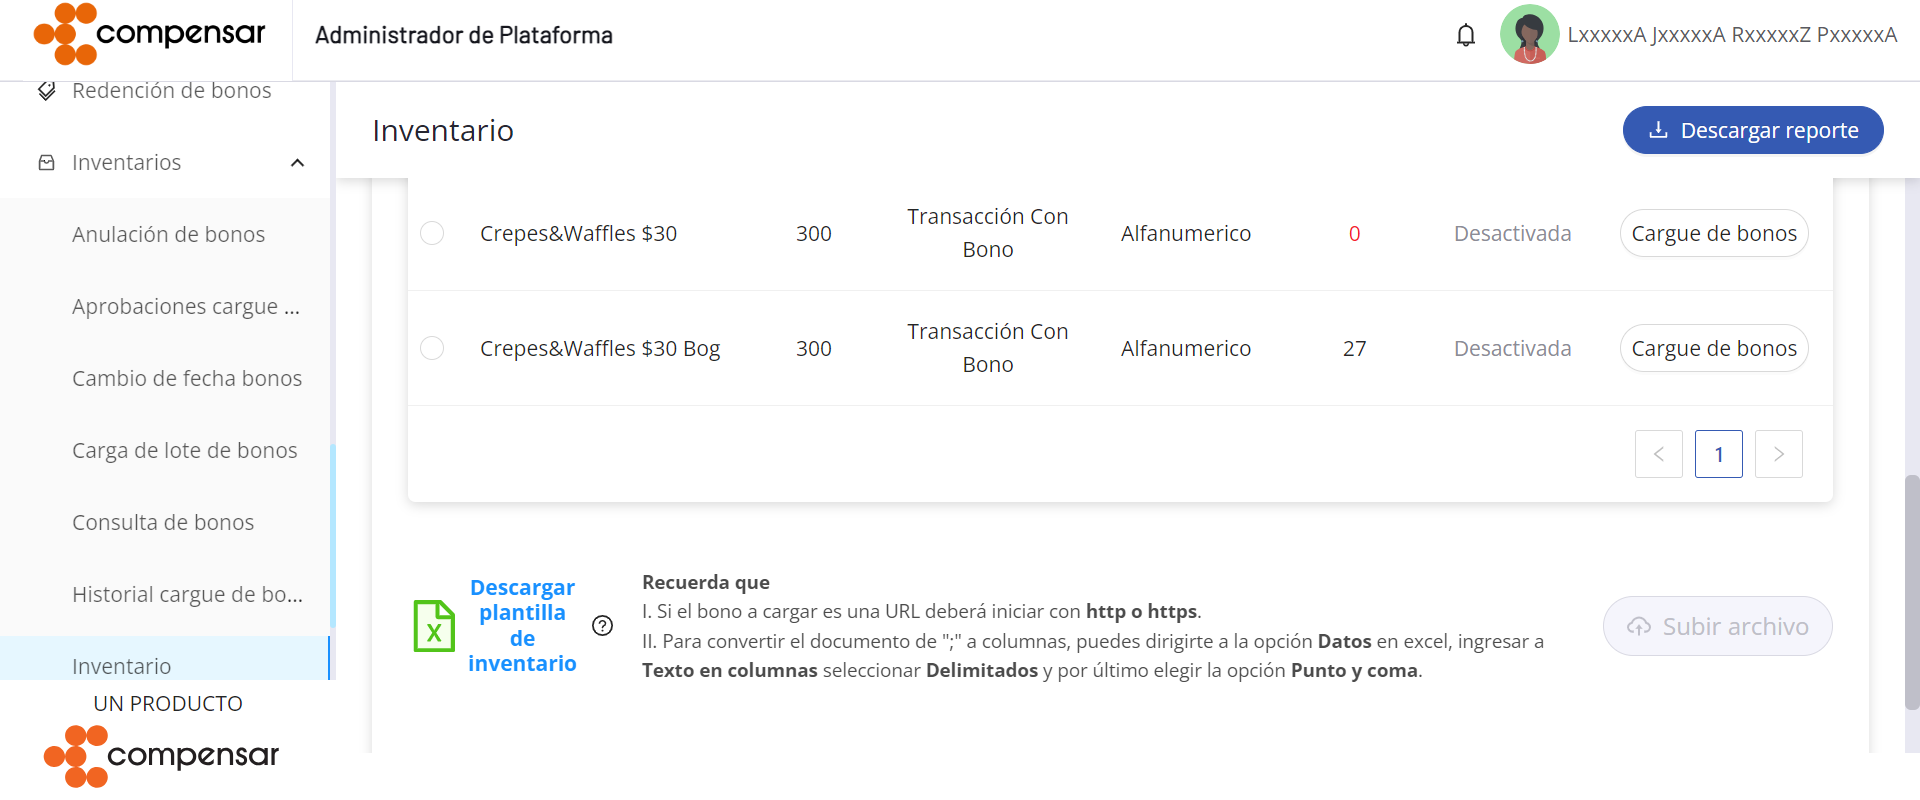 compensar
Administrador de Plataforma
LxxxxxA JxxxxxA RxxxxxZ PxxxxxA
Redención de bonos
Inventarios
Anulación de bonos
Aprobaciones cargue ...
Cambio de fecha bonos
Carga de lote de bonos
Consulta de bonos
Historial cargue de bo...
Inventario
UN PRODUCTO
compensar
Inventario
Descargar reporte
Crepes&Waffles $30 300 Transacción Con Bono Alfanumerico 0 Desactivada Cargue de bonos
Crepes&Waffles $30 Bog 300 Transacción Con Bono Alfanumerico 27 Desactivada Cargue de bonos
< 1 >
X
Descargar
plantilla
de
inventario
?
Recuerda que
I. Si el bono a cargar es una URL deberá iniciar con http o https.
II. Para convertir el documento de ";" a columnas, puedes dirigirte a la opción Datos en excel, ingresar a
Texto en columnas seleccionar Delimitados y por último elegir la opción Punto y coma.
Subir archivo